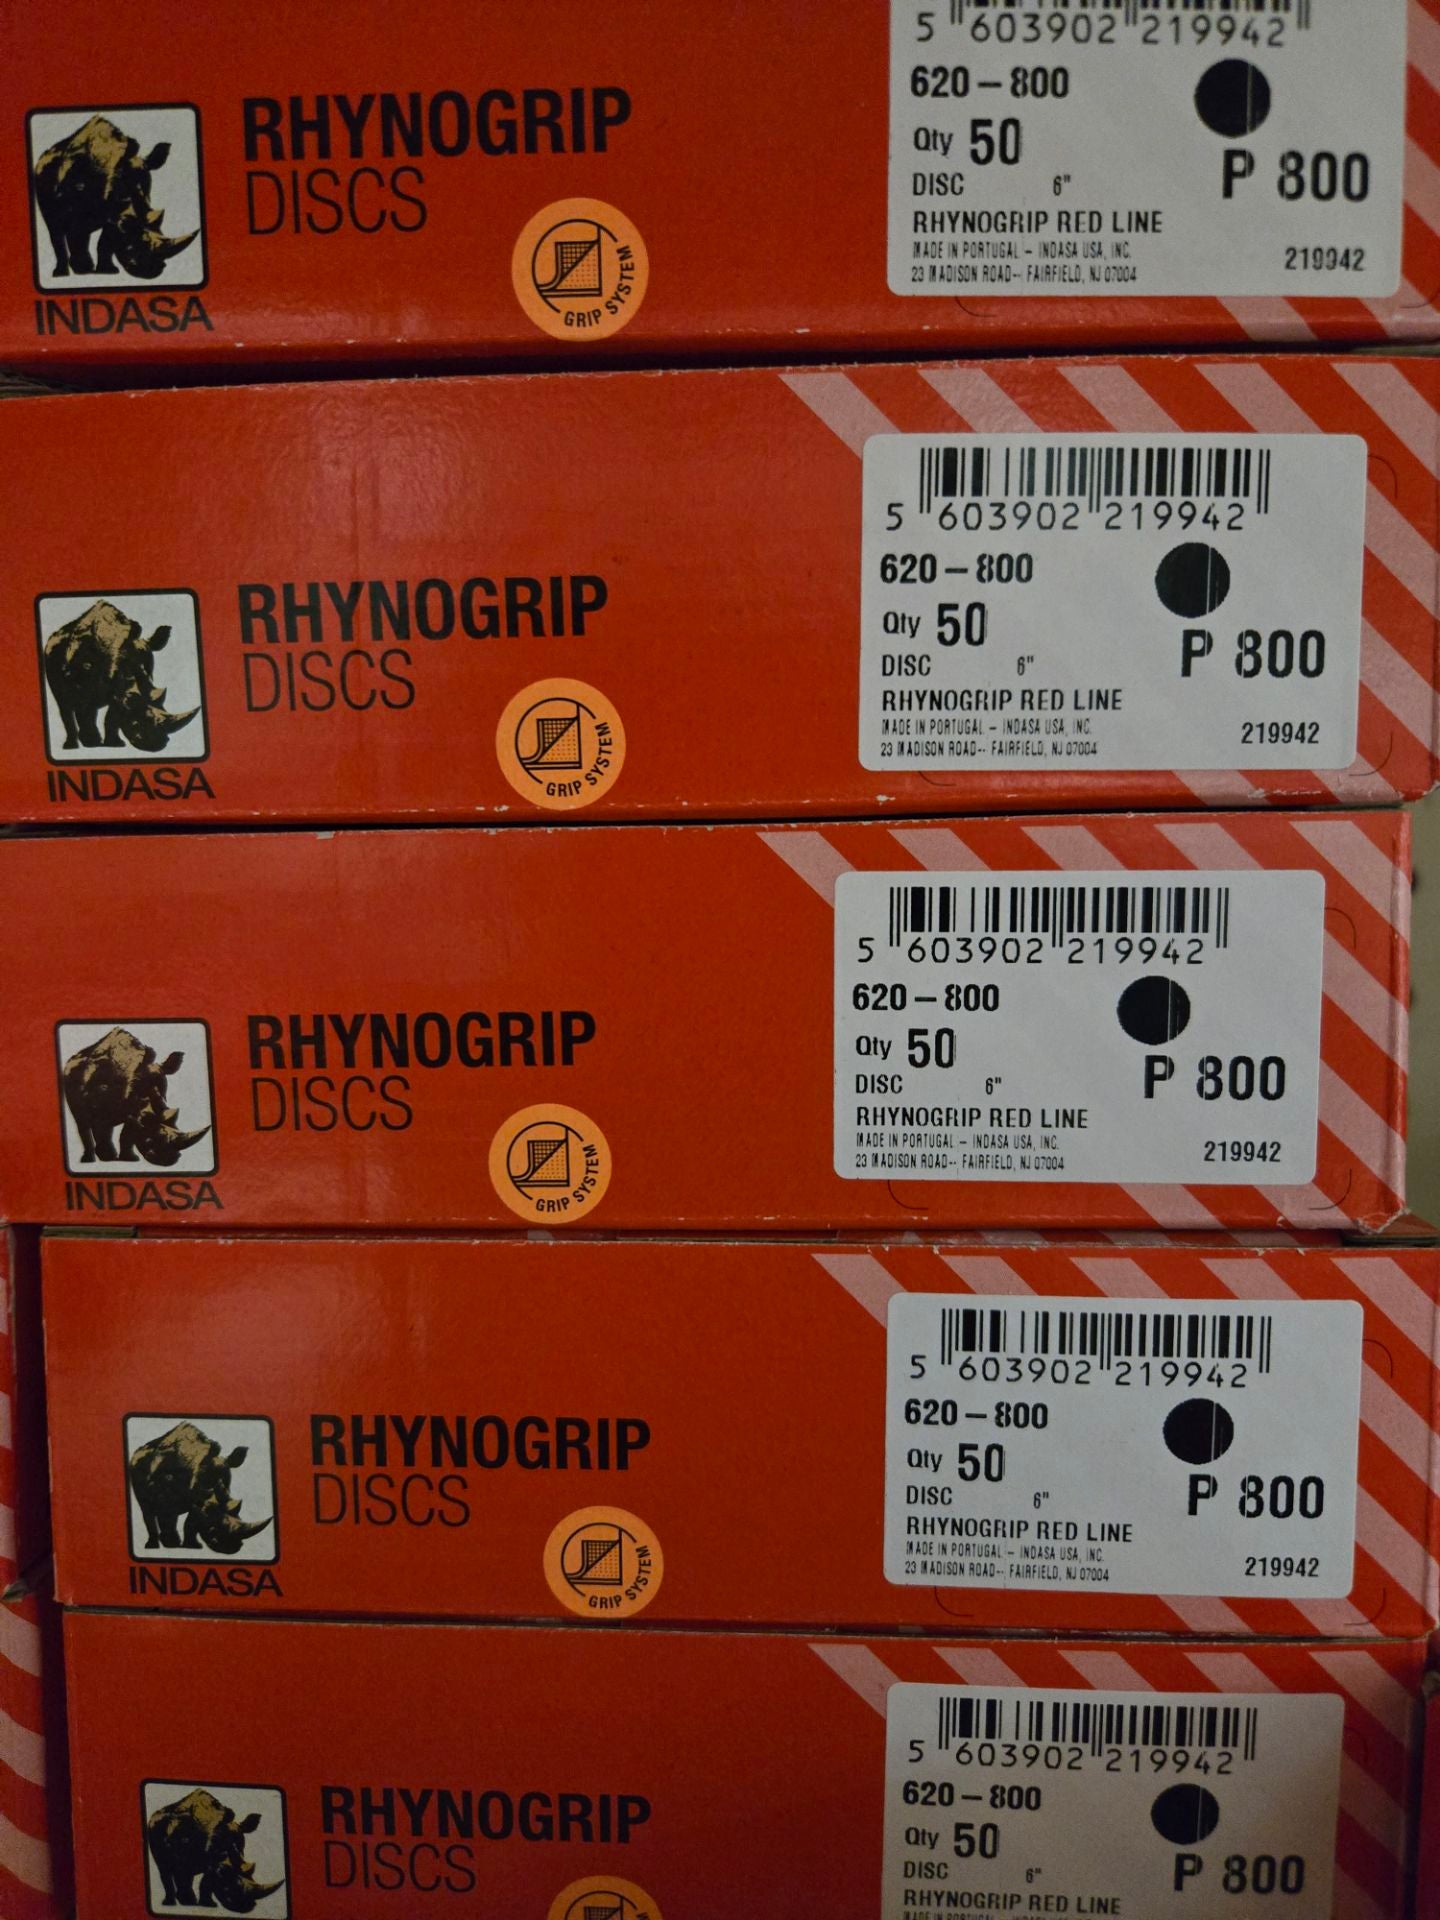 5 603902 219942
620-800
Qty 50
DISC 6"
P 800
RHYNOGRIP RED LINE
MADE IN PORTUGAL - INDASA USA, INC.
23 MADISON ROAD-- FAIRFIELD, NJ 07004
219942
RHYNOGRIP
DISCS
INDASA
GRIP SYSTEM
5 603902 219942
620-800
Qty 50
DISC 6"
P 800
RHYNOGRIP RED LINE
MADE IN PORTUGAL - INDASA USA, INC.
23 MADISON ROAD-- FAIRFIELD, NJ 07004
219942
RHYNOGRIP
DISCS
INDASA
GRIP SYSTEM
5 603902 219942
620-800
Qty 50
DISC 6"
P 800
RHYNOGRIP RED LINE
MADE IN PORTUGAL - INDASA USA, INC.
23 MADISON ROAD-- FAIRFIELD, NJ 07004
219942
RHYNOGRIP
DISCS
INDASA
GRIP SYSTEM
5 603902 219942
620-800
Qty 50
DISC 6"
P 800
RHYNOGRIP RED LINE
MADE IN PORTUGAL - INDASA USA, INC.
23 MADISON ROAD-- FAIRFIELD, NJ 07004
219942
RHYNOGRIP
DISCS
INDASA
GRIP SYSTEM
5 603902 219942
620-800
Qty 50
DISC 6"
P 800
RHYNOGRIP RED LINE
RHYNOGRIP
DISCS